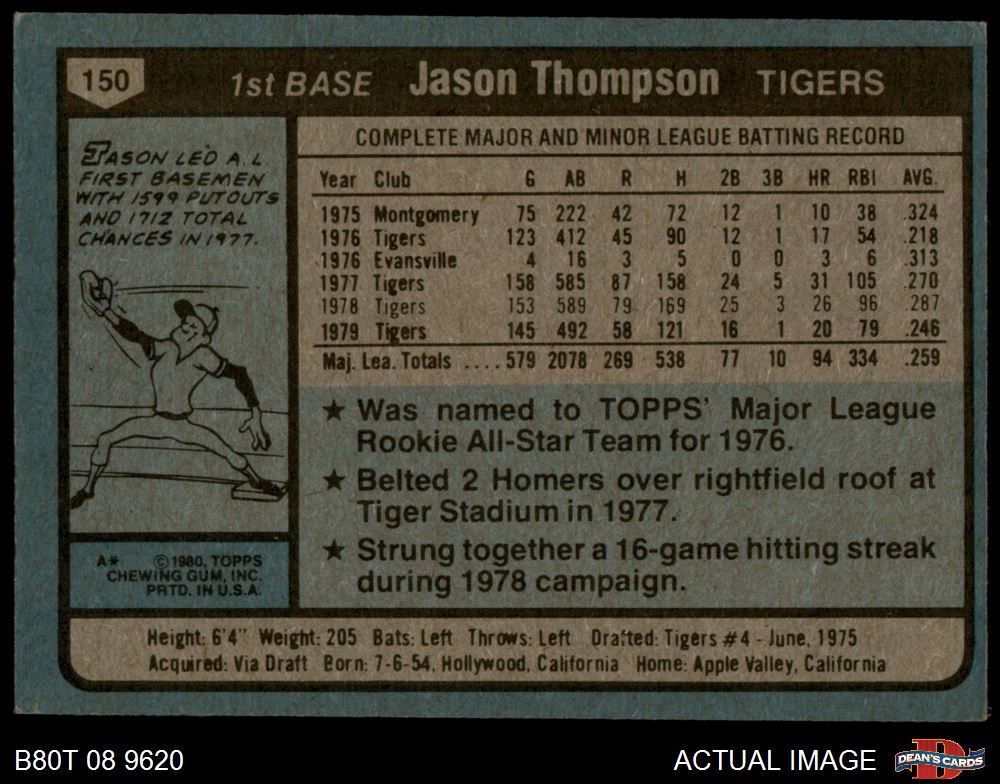 150 1st BASE Jason Thompson TIGERS
JASON LED A.L.
FIRST BASEMEN
WITH 1599 PUTOUTS
AND 1712 TOTAL
CHANCES IN 1977.
COMPLETE MAJOR AND MINOR LEAGUE BATTING RECORD
Year Club G AB R H 2B 3B HR RBI AVG.
1975 Montgomery 75 222 42 72 12 1 10 38 .324
1976 Tigers 123 412 45 90 12 1 17 54 .218
1976 Evansville 4 16 3 5 0 0 3 6 .313
1977 Tigers 158 585 87 158 24 5 31 105 .270
1978 Tigers 153 589 79 169 25 3 26 96 .287
1979 Tigers 145 492 58 121 16 1 20 79 .246
Maj. Lea. Totals ....579 2078 269 538 77 10 94 334 .259
★ Was named to TOPPS' Major League
Rookie All-Star Team for 1976.
★ Belted 2 Homers over rightfield roof at
Tiger Stadium in 1977.
★ Strung together a 16-game hitting streak
during 1978 campaign.
A* ©1980, TOPPS
CHEWING GUM, INC.
PRTD. IN U.S.A.
Height: 6'4" Weight: 205 Bats: Left Throws: Left Drafted: Tigers #4 - June, 1975
Acquired: Via Draft Born: 7-6-54, Hollywood, California Home: Apple Valley, California
B80T 08 9620 ACTUAL IMAGE DEAN'S CARDS